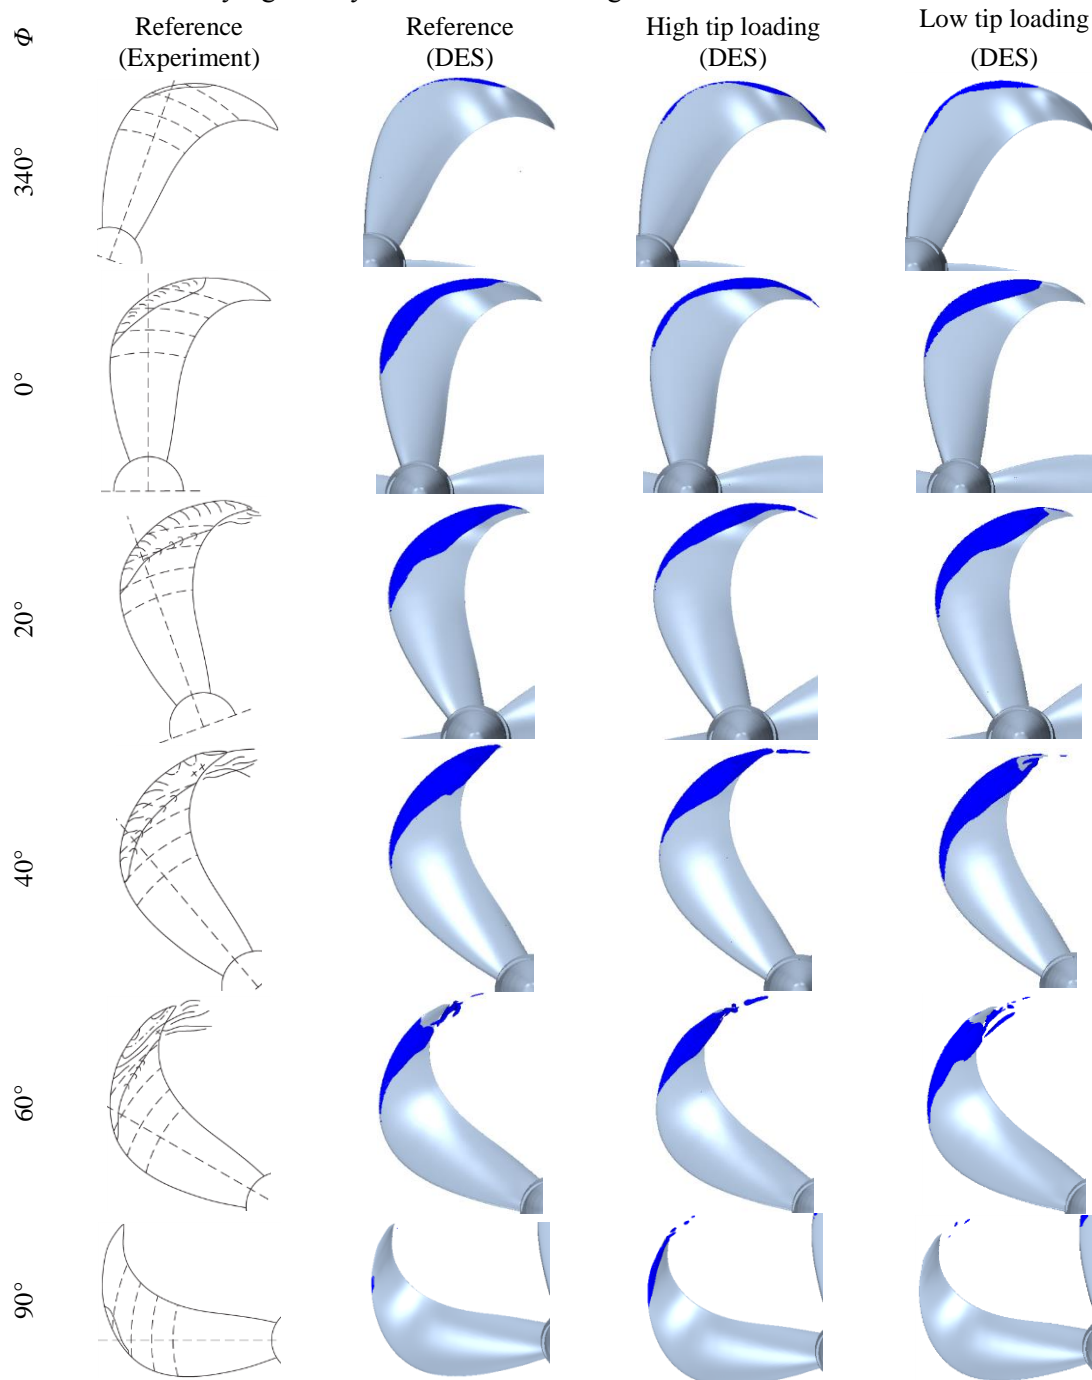 Φ
Reference
(Experiment)
Reference
(DES)
High tip loading
(DES)
Low tip loading
(DES)
340°
0°
20°
40°
60°
90°